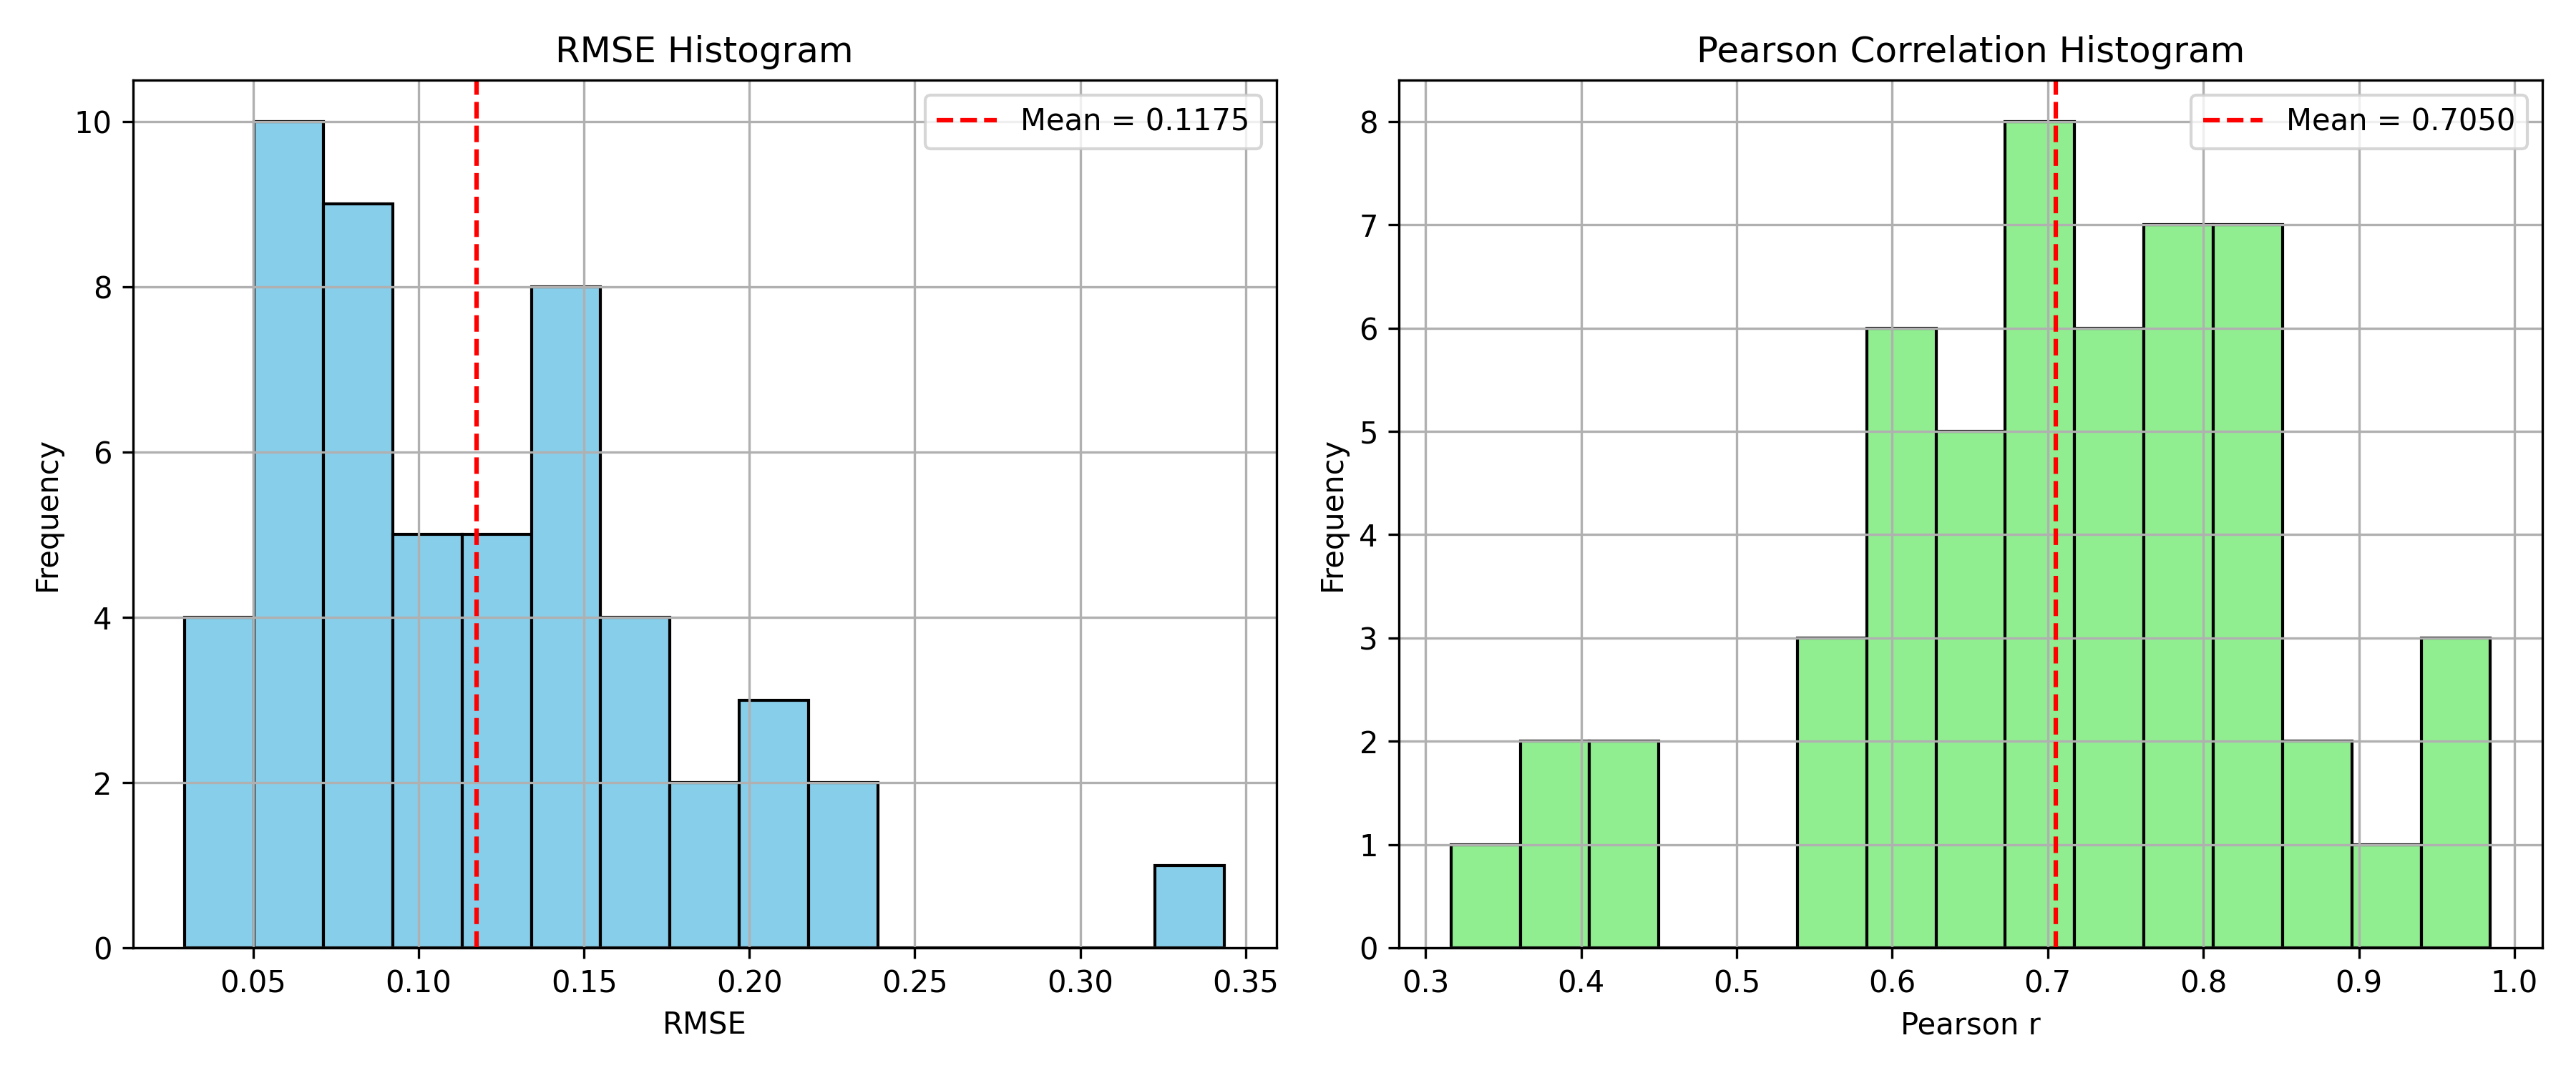 RMSE Histogram
Mean = 0.1175
Frequency
10
8
6
4
2
0
0.05 0.10 0.15 0.20 0.25 0.30 0.35
RMSE
Pearson Correlation Histogram
Mean = 0.7050
Frequency
8
7
6
5
4
3
2
1
0
0.3 0.4 0.5 0.6 0.7 0.8 0.9 1.0
Pearson r